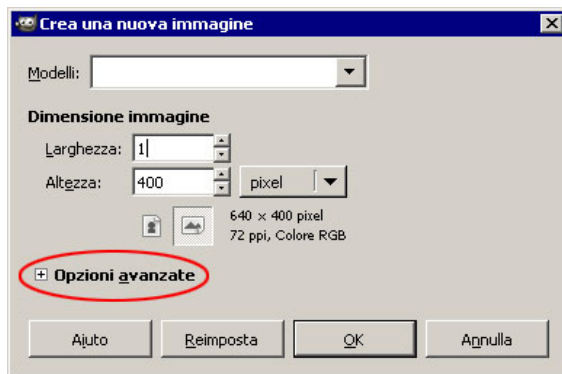 Crea una nuova immagine
Modelli:
Dimensione immagine
Larghezza: 1
Altezza: 400 pixel
640 × 400 pixel
72 ppi, Colore RGB
Opzioni avanzate
Aiuto Reimposta OK Annulla